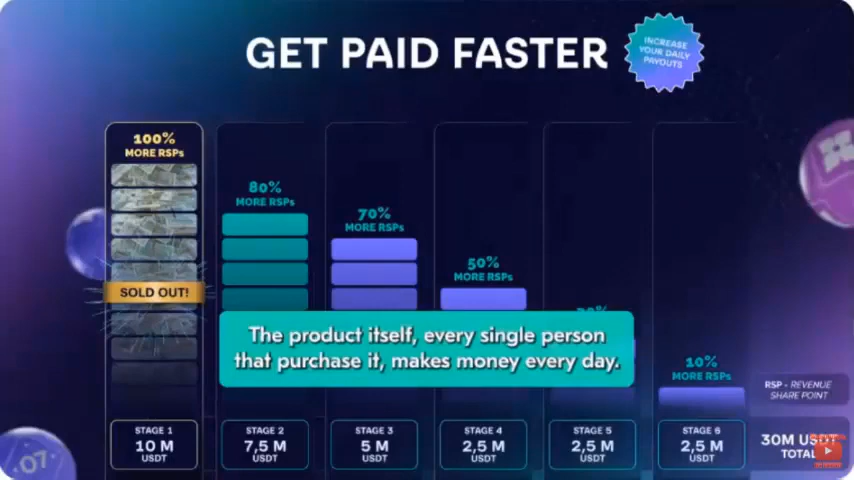 GET PAID FASTER
INCREASE
YOUR DAILY
PAYOUTS
100%
MORE RSPs
80%
MORE RSPs
70%
MORE RSPs
50%
MORE RSPs
10%
MORE RSPs
SOLD OUT!
The product itself, every single person
that purchase it, makes money every day.
RSP - REVENUE
SHARE POINT
STAGE 1
10 M
USDT
STAGE 2
7,5 M
USDT
STAGE 3
5 M
USDT
STAGE 4
2,5 M
USDT
STAGE 5
2,5 M
USDT
STAGE 6
2,5 M
USDT
30M USDT
TOTAL
07